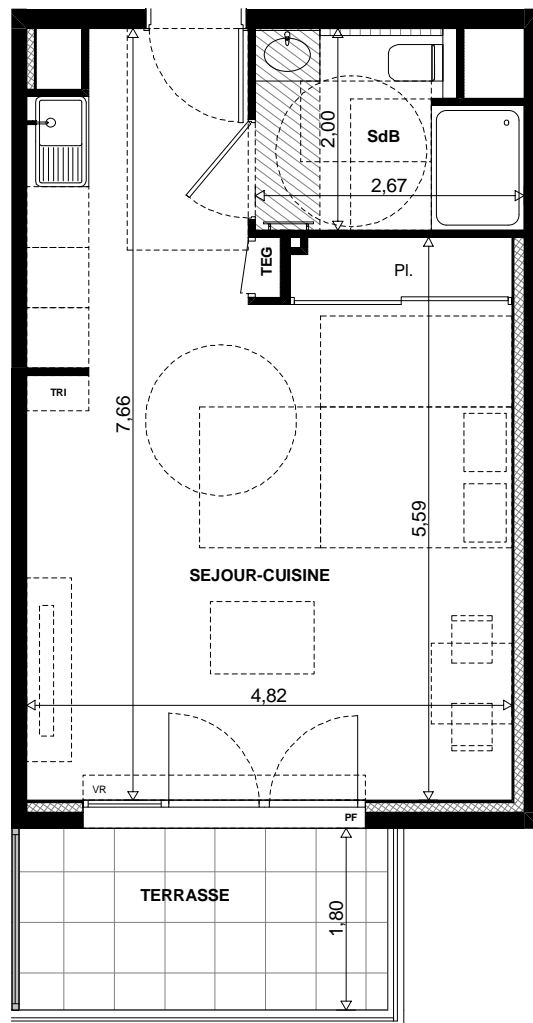 2,00
SdB
2,67
TEG
Pl.
TRI
7,66
5,59
SEJOUR-CUISINE
4,82
VR
PF
TERRASSE
1,80